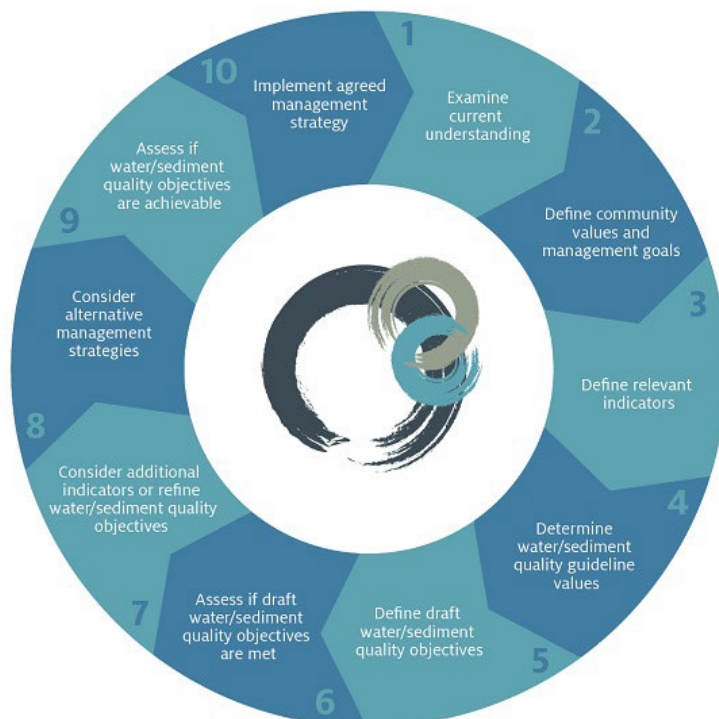 1
Examine
current
understanding
2
Define community
values and
management goals
3
Define relevant
indicators
4
Determine
water/sediment
quality guideline
values
5
Define draft
water/sediment
quality objectives
6
Assess if draft
water/sediment
quality objectives
are met
7
Consider additional
indicators or refine
water/sediment quality
objectives
8
Consider
alternative
management
strategies
9
Assess if
water/sediment
quality objectives
are achievable
10
Implement agreed
management
strategy